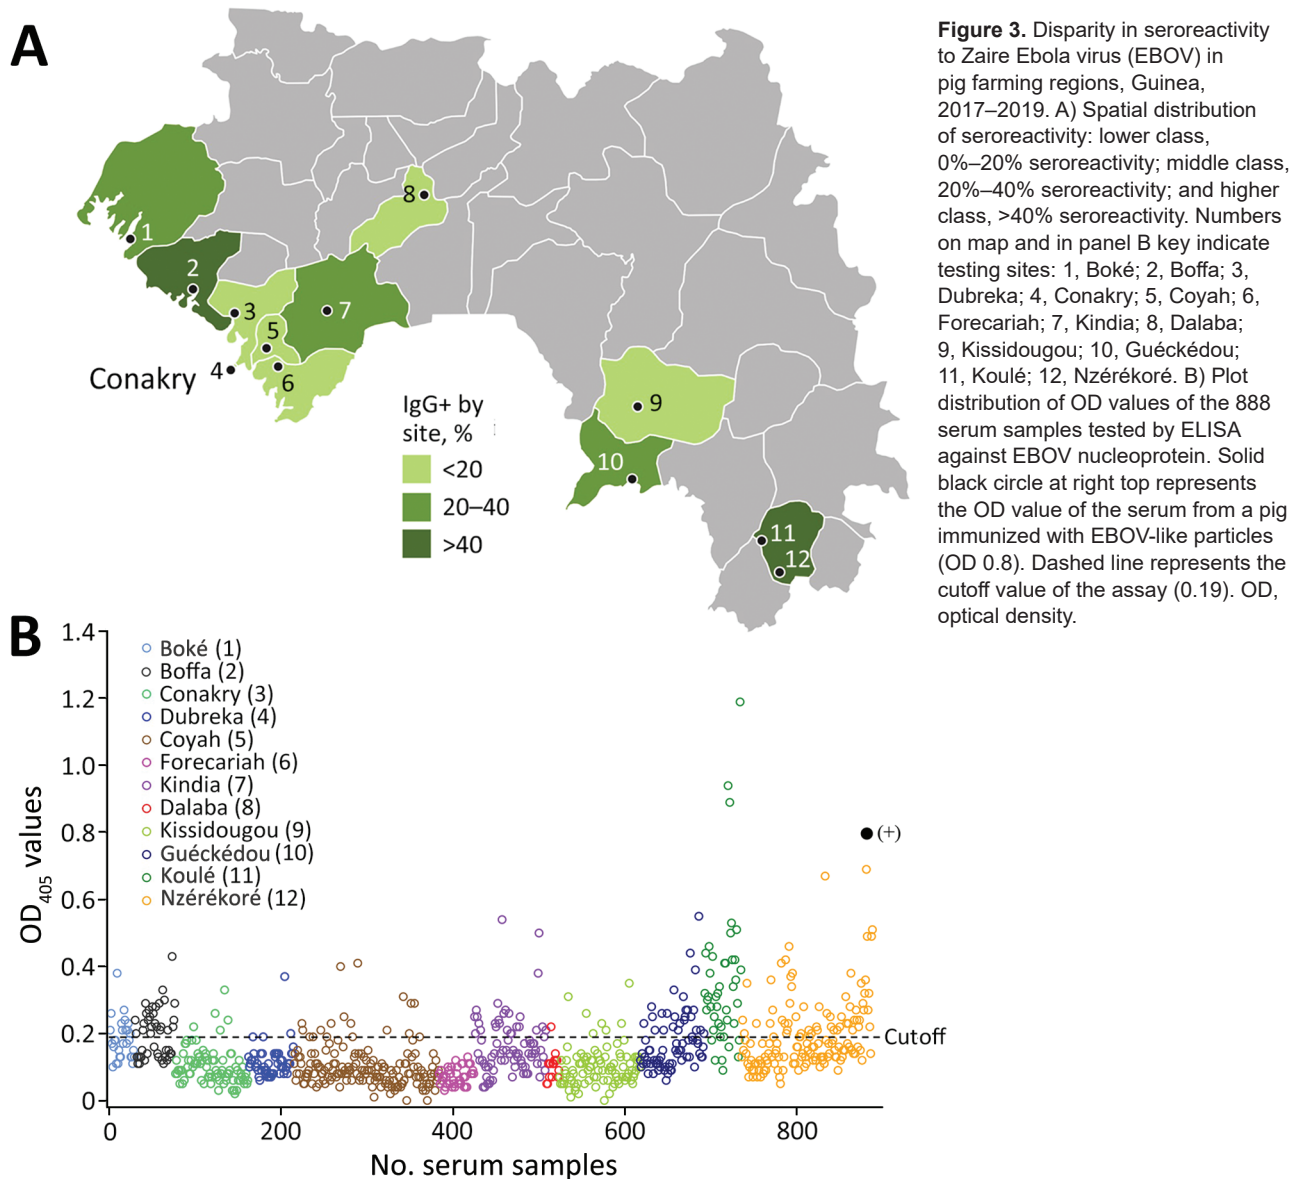 A
1
2
3
4
5
6
7
8
9
10
11
12
Conakry
IgG+ by
site, %
<20
20–40
>40
Figure 3. Disparity in seroreactivity
to Zaire Ebola virus (EBOV) in
pig farming regions, Guinea,
2017–2019. A) Spatial distribution
of seroreactivity: lower class,
0%–20% seroreactivity; middle class,
20%–40% seroreactivity; and higher
class, >40% seroreactivity. Numbers
on map and in panel B key indicate
testing sites: 1, Boké; 2, Boffa; 3,
Dubreka; 4, Conakry; 5, Coyah; 6,
Forecariah; 7, Kindia; 8, Dalaba;
9, Kissidougou; 10, Guéckédou;
11, Koulé; 12, Nzérékoré. B) Plot
distribution of OD values of the 888
serum samples tested by ELISA
against EBOV nucleoprotein. Solid
black circle at right top represents
the OD value of the serum from a pig
immunized with EBOV-like particles
(OD 0.8). Dashed line represents the
cutoff value of the assay (0.19). OD,
optical density.
B
OD405 values
1.4
1.2
1.0
0.8
0.6
0.4
0.2
0
Boké (1)
Boffa (2)
Conakry (3)
Dubreka (4)
Coyah (5)
Forecariah (6)
Kindia (7)
Dalaba (8)
Kissidougou (9)
Guéckédou (10)
Koulé (11)
Nzérékoré (12)
(+)
Cutoff
0 200 400 600 800
No. serum samples